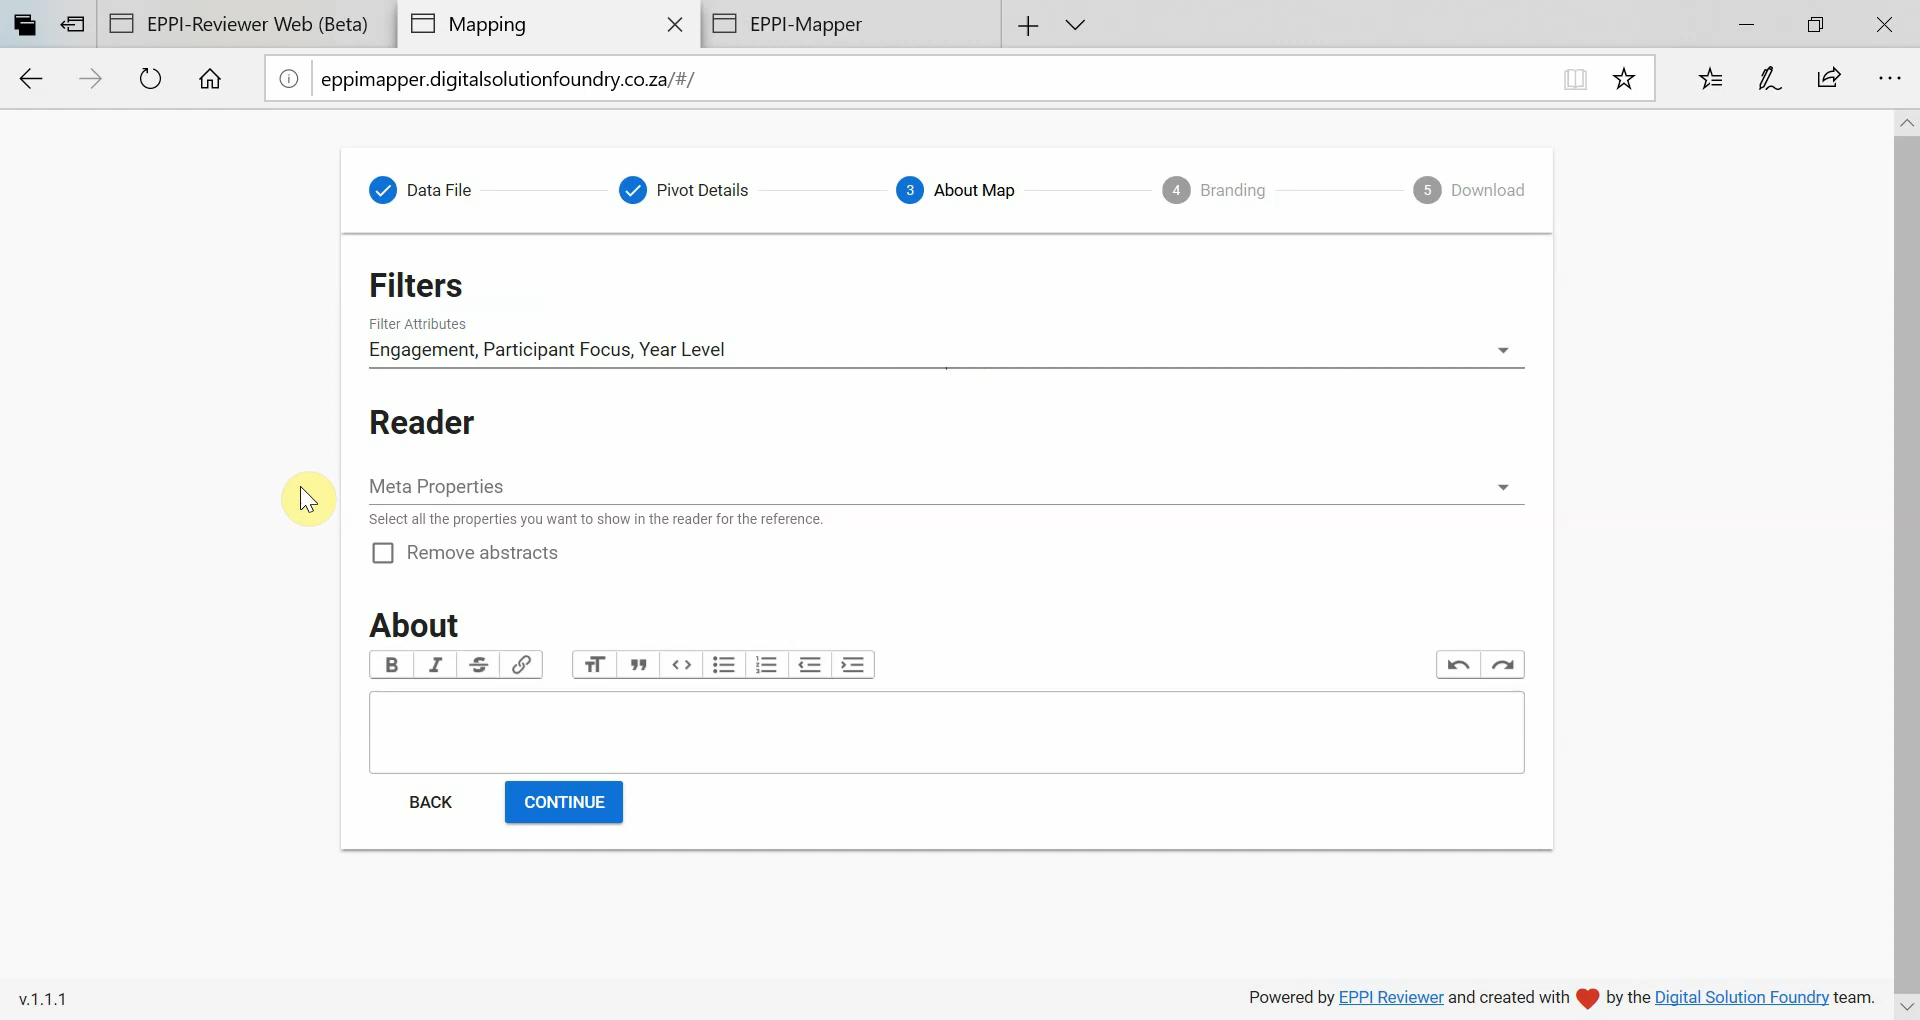 EPPI-Reviewer Web (Beta)
Mapping
EPPI-Mapper
eppimapper.digitalsolutionfoundry.co.za/#/
Data File
Pivot Details
3 About Map
4 Branding
5 Download
Filters
Filter Attributes
Engagement, Participant Focus, Year Level
Reader
Meta Properties
Select all the properties you want to show in the reader for the reference.
Remove abstracts
About
BACK
CONTINUE
v.1.1.1
Powered by EPPI Reviewer and created with ❤ by the Digital Solution Foundry team.